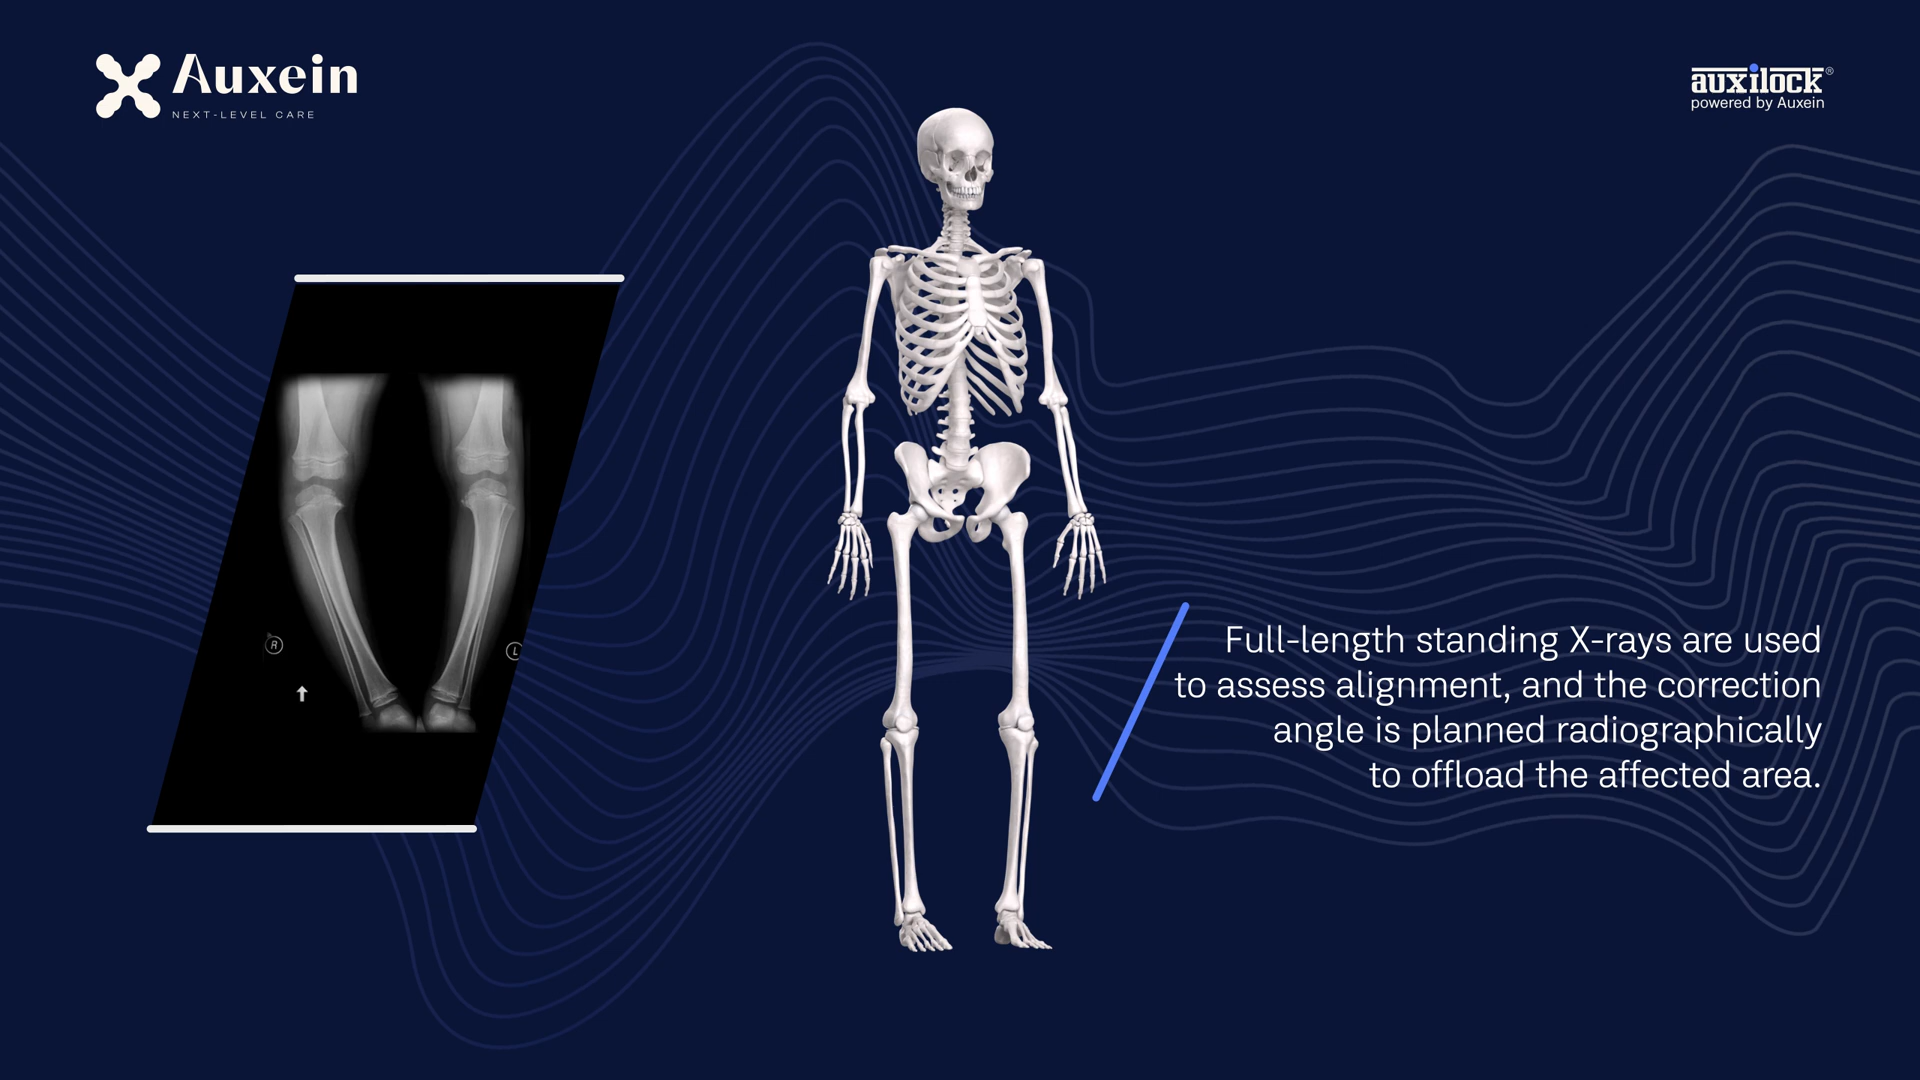 Auxein
NEXT-LEVEL CARE
auxilock®
powered by Auxein
R
L
Full-length standing X-rays are used
to assess alignment, and the correction
angle is planned radiographically
to offload the affected area.